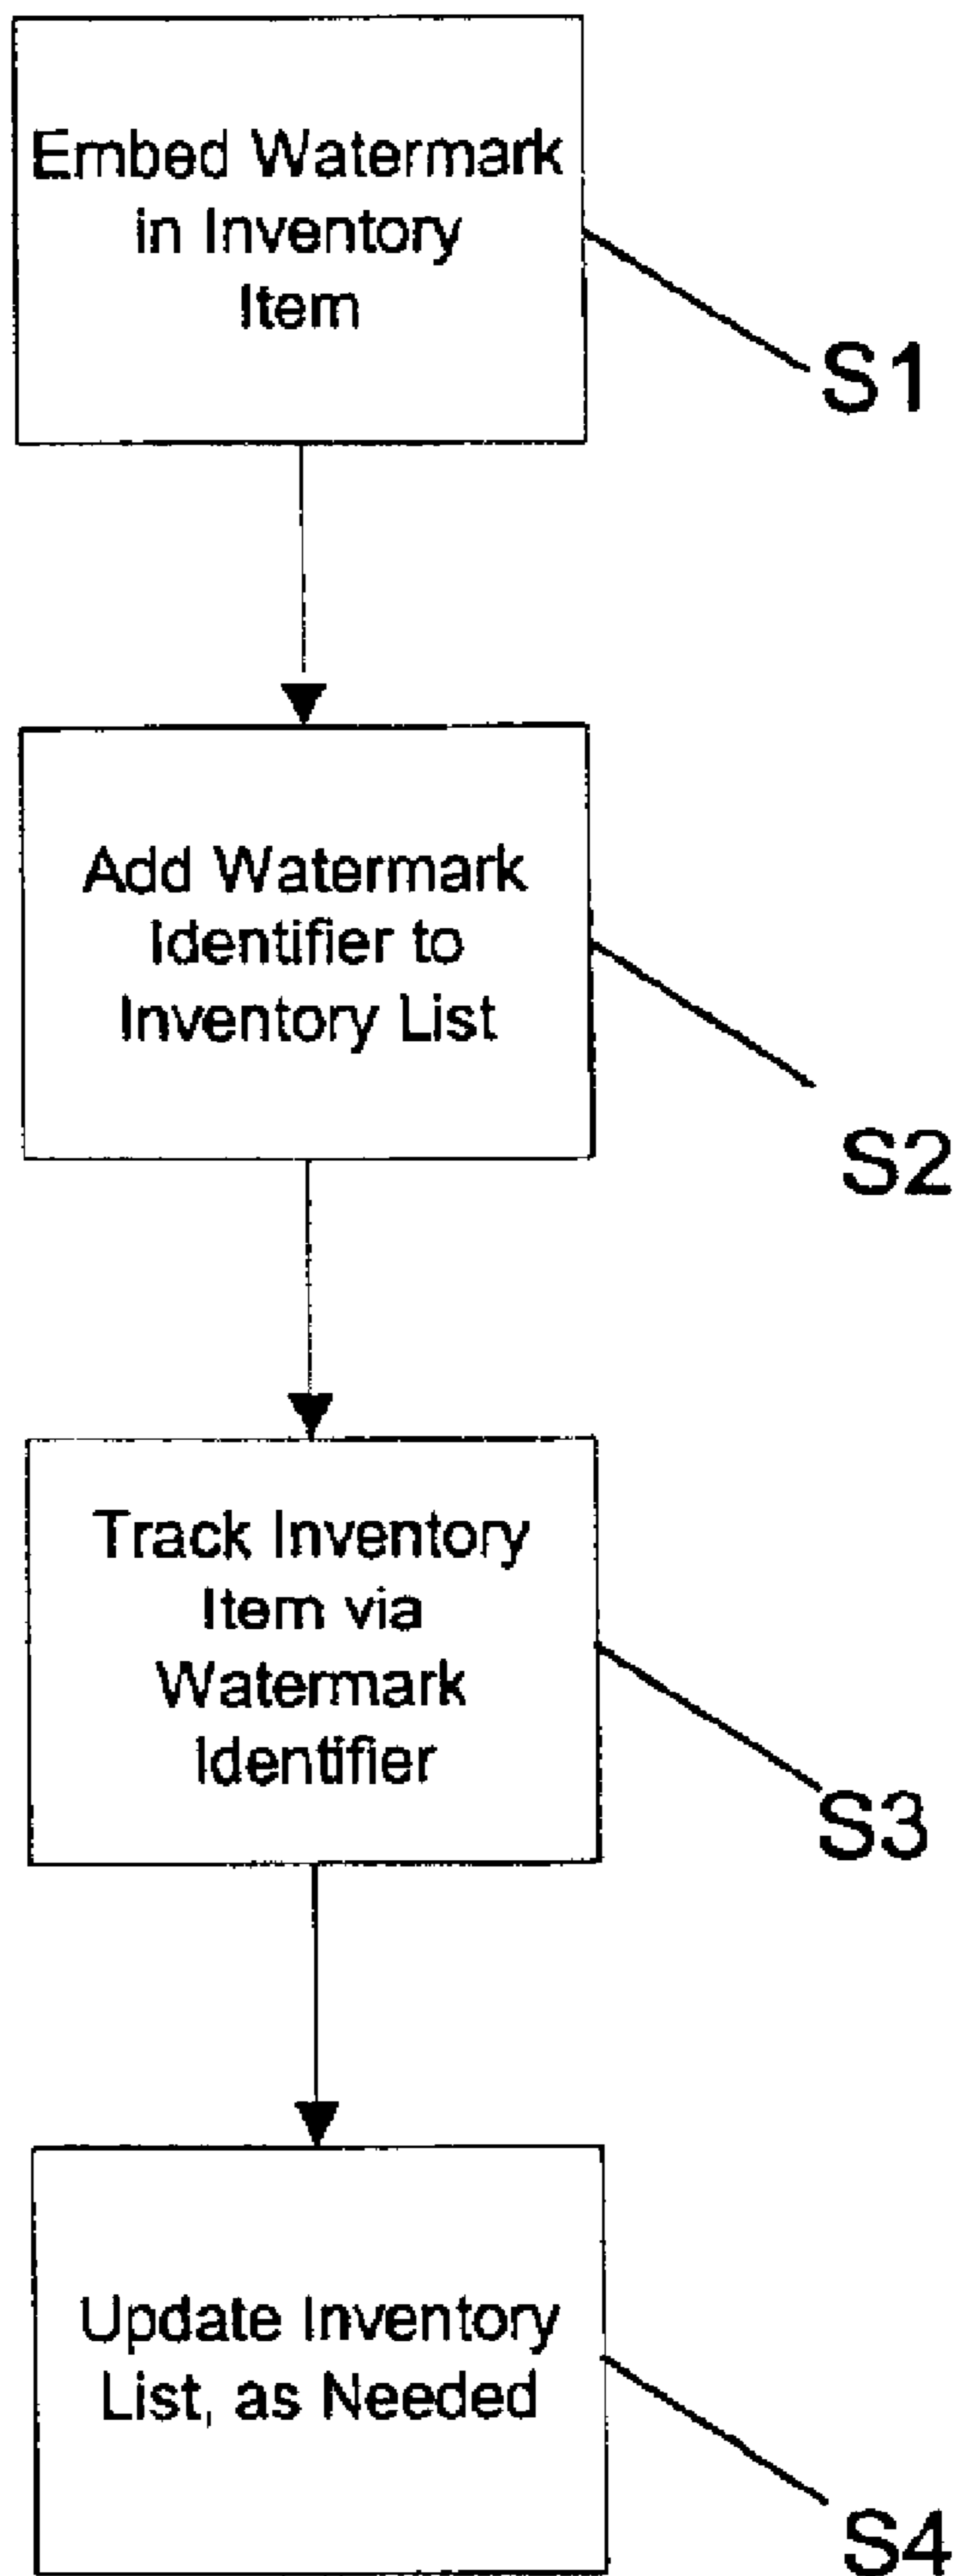 Embed Watermark
in Inventory
Item
S1
Add Watermark
Identifier to
Inventory List
S2
Track Inventory
Item via
Watermark
Identifier
S3
Update Inventory
List, as Needed
S4